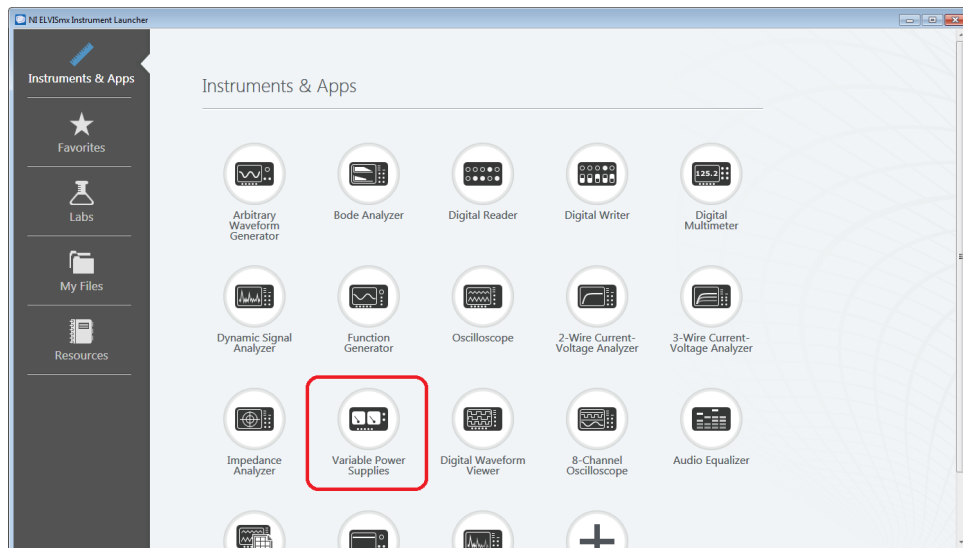 NI ELVISmx Instrument Launcher
Instruments & Apps
Favorites
Labs
My Files
Resources
Instruments & Apps
Arbitrary
Waveform
Generator
Bode Analyzer
Digital Reader
Digital Writer
125.2
Digital
Multimeter
Dynamic Signal
Analyzer
Function
Generator
Oscilloscope
2-Wire Current-
Voltage Analyzer
3-Wire Current-
Voltage Analyzer
Impedance
Analyzer
Variable Power
Supplies
Digital Waveform
Viewer
8-Channel
Oscilloscope
Audio Equalizer